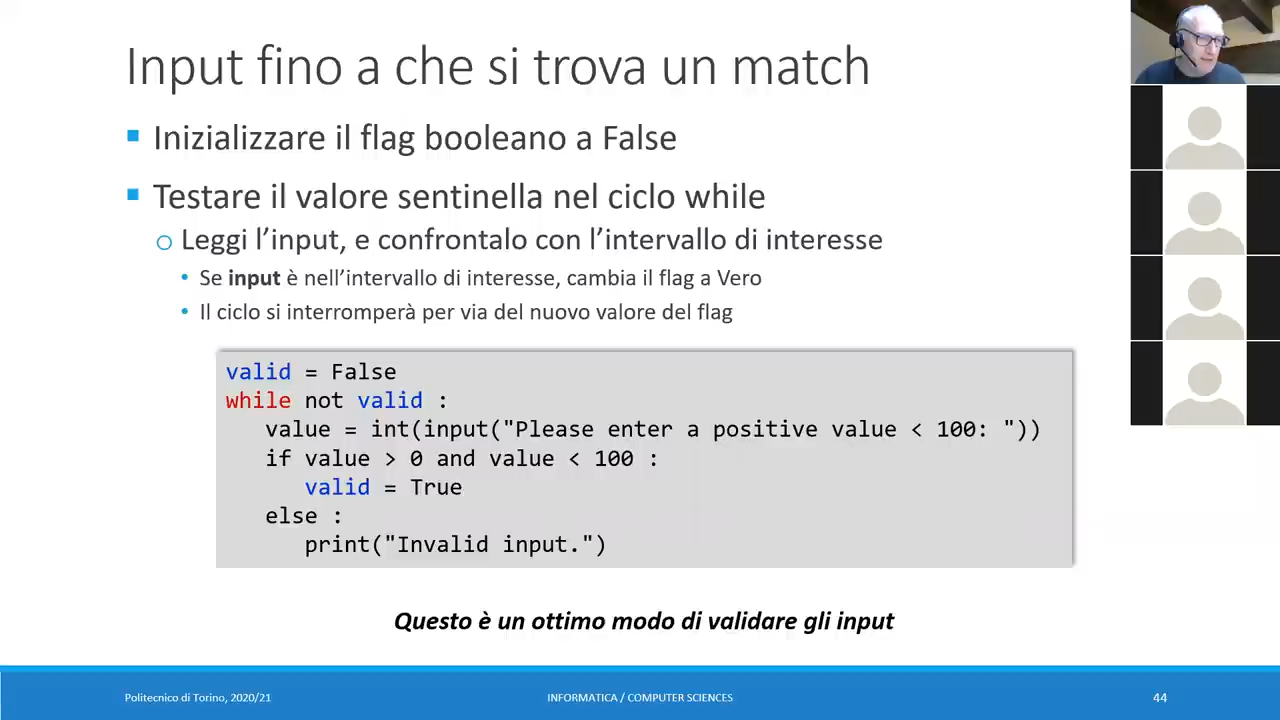 Input fino a che si trova un match
Inizializzare il flag booleano a False
Testare il valore sentinella nel ciclo while
Leggi l’input, e confrontalo con l’intervallo di interesse
Se input è nell’intervallo di interesse, cambia il flag a Vero
Il ciclo si interromperà per via del nuovo valore del flag
valid = False
while not valid :
   value = int(input("Please enter a positive value < 100: "))
   if value > 0 and value < 100 :
      valid = True
   else :
      print("Invalid input.")
Questo è un ottimo modo di validare gli input
Politecnico di Torino, 2020/21
INFORMATICA / COMPUTER SCIENCES
44